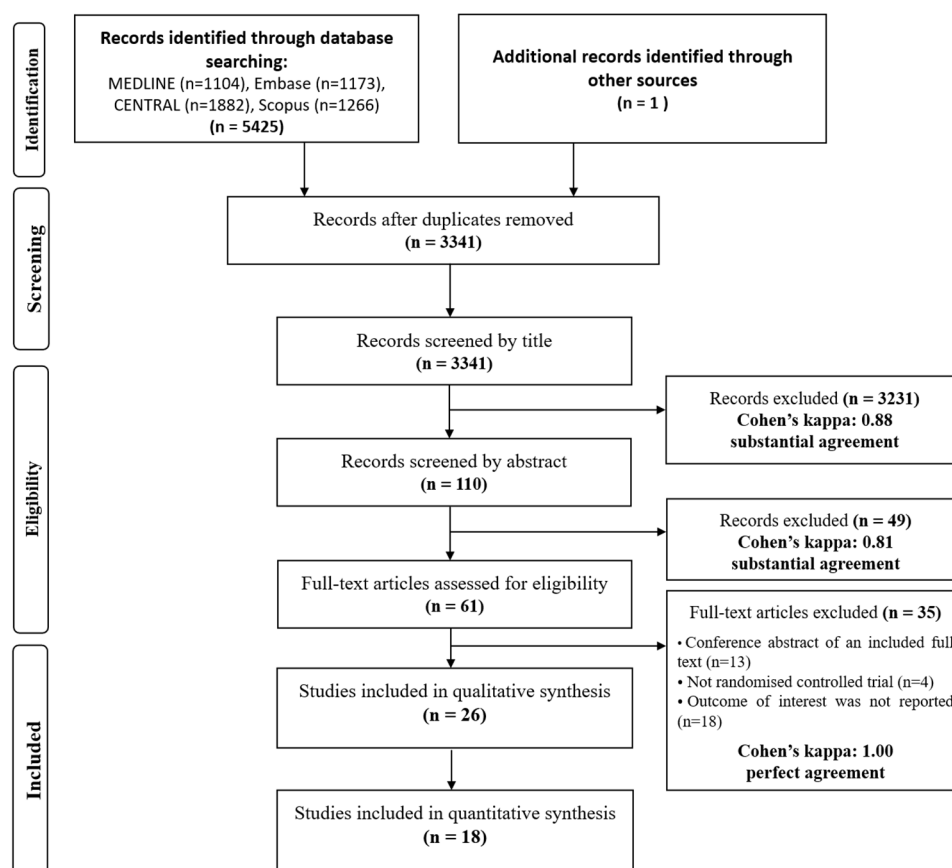 Identification
Records identified through database
searching:
MEDLINE (n=1104), Embase (n=1173),
CENTRAL (n=1882), Scopus (n=1266)
(n = 5425)
Additional records identified through
other sources
(n = 1 )
Screening
Records after duplicates removed
(n = 3341)
Records screened by title
(n = 3341)
Eligibility
Records excluded (n = 3231)
Cohen's kappa: 0.88
substantial agreement
Records screened by abstract
(n = 110)
Records excluded (n = 49)
Cohen's kappa: 0.81
substantial agreement
Full-text articles assessed for eligibility
(n = 61)
Full-text articles excluded (n = 35)
• Conference abstract of an included full
text (n=13)
• Not randomised controlled trial (n=4)
• Outcome of interest was not reported
(n=18)
Cohen's kappa: 1.00
perfect agreement
Included
Studies included in qualitative synthesis
(n = 26)
Studies included in quantitative synthesis
(n = 18)